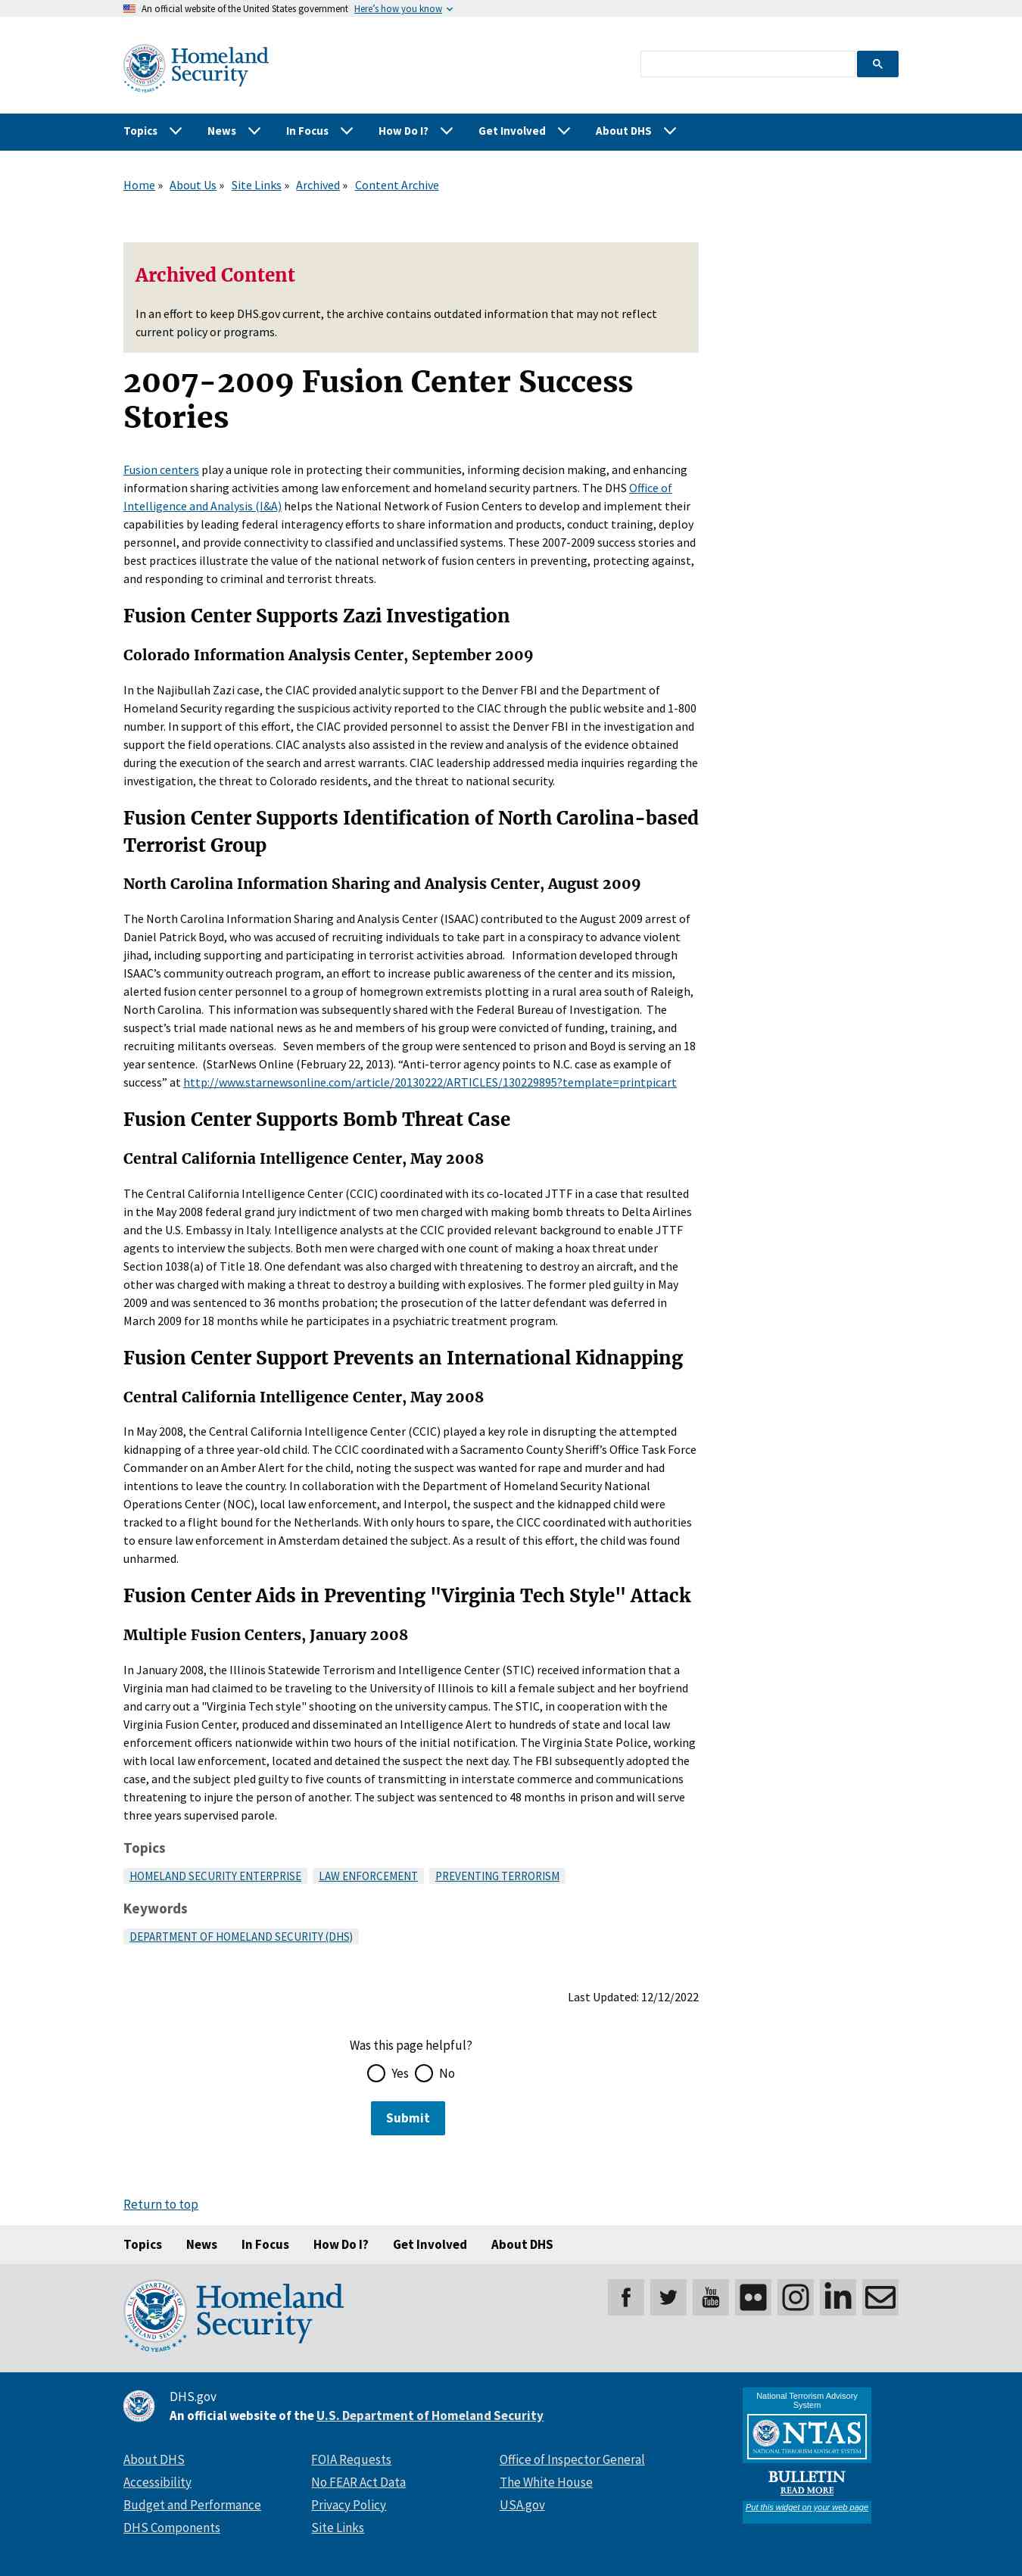 An official website of the United States government Here's how you know
Homeland
Security
20 YEARS
Topics News In Focus How Do I? Get Involved About DHS
Home » About Us » Site Links » Archived » Content Archive
Archived Content
In an effort to keep DHS.gov current, the archive contains outdated information that may not reflect
current policy or programs.
2007-2009 Fusion Center Success
Stories
Fusion centers play a unique role in protecting their communities, informing decision making, and enhancing
information sharing activities among law enforcement and homeland security partners. The DHS Office of
Intelligence and Analysis (I&A) helps the National Network of Fusion Centers to develop and implement their
capabilities by leading federal interagency efforts to share information and products, conduct training, deploy
personnel, and provide connectivity to classified and unclassified systems. These 2007-2009 success stories and
best practices illustrate the value of the national network of fusion centers in preventing, protecting against,
and responding to criminal and terrorist threats.
Fusion Center Supports Zazi Investigation
Colorado Information Analysis Center, September 2009
In the Najibullah Zazi case, the CIAC provided analytic support to the Denver FBI and the Department of
Homeland Security regarding the suspicious activity reported to the CIAC through the public website and 1-800
number. In support of this effort, the CIAC provided personnel to assist the Denver FBI in the investigation and
support the field operations. CIAC analysts also assisted in the review and analysis of the evidence obtained
during the execution of the search and arrest warrants. CIAC leadership addressed media inquiries regarding the
investigation, the threat to Colorado residents, and the threat to national security.
Fusion Center Supports Identification of North Carolina-based
Terrorist Group
North Carolina Information Sharing and Analysis Center, August 2009
The North Carolina Information Sharing and Analysis Center (ISAAC) contributed to the August 2009 arrest of
Daniel Patrick Boyd, who was accused of recruiting individuals to take part in a conspiracy to advance violent
jihad, including supporting and participating in terrorist activities abroad. Information developed through
ISAAC's community outreach program, an effort to increase public awareness of the center and its mission,
alerted fusion center personnel to a group of homegrown extremists plotting in a rural area south of Raleigh,
North Carolina. This information was subsequently shared with the Federal Bureau of Investigation. The
suspect's trial made national news as he and members of his group were convicted of funding, training, and
recruiting militants overseas. Seven members of the group were sentenced to prison and Boyd is serving an 18
year sentence. (StarNews Online (February 22, 2013). “Anti-terror agency points to N.C. case as example of
success” at http://www.starnewsonline.com/article/20130222/ARTICLES/130229895?template=printpicart
Fusion Center Supports Bomb Threat Case
Central California Intelligence Center, May 2008
The Central California Intelligence Center (CCIC) coordinated with its co-located JTTF in a case that resulted
in the May 2008 federal grand jury indictment of two men charged with making bomb threats to Delta Airlines
and the U.S. Embassy in Italy. Intelligence analysts at the CCIC provided relevant background to enable JTTF
agents to interview the subjects. Both men were charged with one count of making a hoax threat under
Section 1038(a) of Title 18. One defendant was also charged with threatening to destroy an aircraft, and the
other was charged with making a threat to destroy a building with explosives. The former pled guilty in May
2009 and was sentenced to 36 months probation; the prosecution of the latter defendant was deferred in
March 2009 for 18 months while he participates in a psychiatric treatment program.
Fusion Center Support Prevents an International Kidnapping
Central California Intelligence Center, May 2008
In May 2008, the Central California Intelligence Center (CCIC) played a key role in disrupting the attempted
kidnapping of a three year-old child. The CCIC coordinated with a Sacramento County Sheriff's Office Task Force
Commander on an Amber Alert for the child, noting the suspect was wanted for rape and murder and had
intentions to leave the country. In collaboration with the Department of Homeland Security National
Operations Center (NOC), local law enforcement, and Interpol, the suspect and the kidnapped child were
tracked to a flight bound for the Netherlands. With only hours to spare, the CICC coordinated with authorities
to ensure law enforcement in Amsterdam detained the subject. As a result of this effort, the child was found
unharmed.
Fusion Center Aids in Preventing "Virginia Tech Style" Attack
Multiple Fusion Centers, January 2008
In January 2008, the Illinois Statewide Terrorism and Intelligence Center (STIC) received information that a
Virginia man had claimed to be traveling to the University of Illinois to kill a female subject and her boyfriend
and carry out a "Virginia Tech style" shooting on the university campus. The STIC, in cooperation with the
Virginia Fusion Center, produced and disseminated an Intelligence Alert to hundreds of state and local law
enforcement officers nationwide within two hours of the initial notification. The Virginia State Police, working
with local law enforcement, located and detained the suspect the next day. The FBI subsequently adopted the
case, and the subject pled guilty to five counts of transmitting in interstate commerce and communications
threatening to injure the person of another. The subject was sentenced to 48 months in prison and will serve
three years supervised parole.
Topics
HOMELAND SECURITY ENTERPRISE LAW ENFORCEMENT PREVENTING TERRORISM
Keywords
DEPARTMENT OF HOMELAND SECURITY (DHS)
Last Updated: 12/12/2022
Was this page helpful?
Yes No
Submit
Return to top
Topics News In Focus How Do I? Get Involved About DHS
U.S. DEPARTMENT OF
HOMELAND SECURITY
20 YEARS
Homeland
Security
You
Tube
DHS.gov
An official website of the U.S. Department of Homeland Security
About DHS FOIA Requests Office of Inspector General
Accessibility No FEAR Act Data The White House
Budget and Performance Privacy Policy USA.gov
DHS Components Site Links
National Terrorism Advisory
System
NTAS
NATIONAL TERRORISM ADVISORY SYSTEM
BULLETIN
READ MORE
Put this widget on your web page